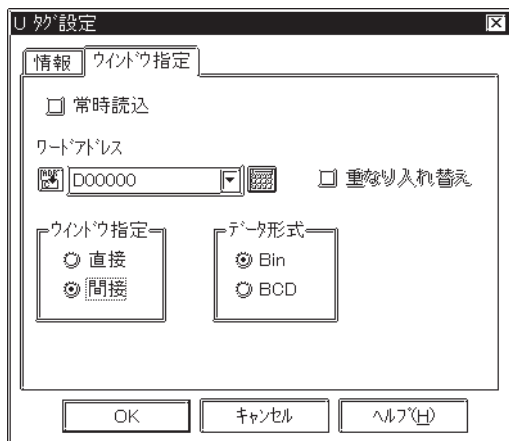 U ﾀｸﾞ設定
情報 ｳｲﾝﾄﾞｳ指定
常時読込
ﾜｰﾄﾞｱﾄﾞﾚｽ
D00000
重なり入れ替え
ｳｲﾝﾄﾞｳ指定 ﾃﾞｰﾀ形式
直接 Bin
間接 BCD
OK ｷｬﾝｾﾙ ﾍﾙﾌﾟ(H)